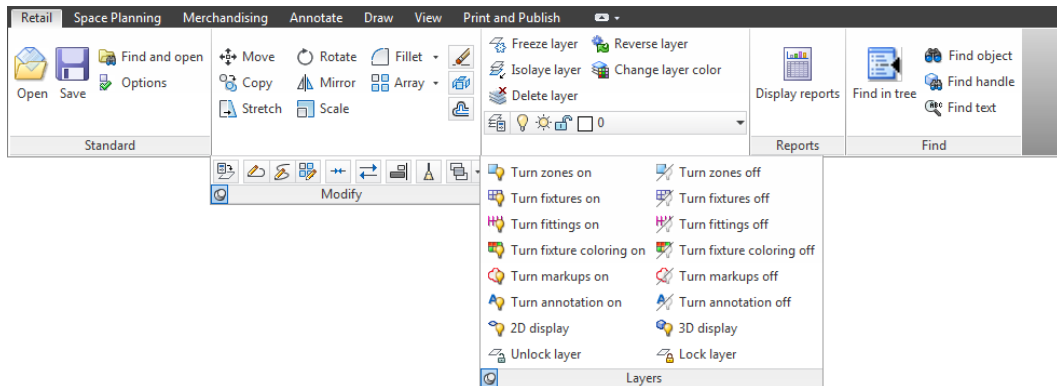 Retail Space Planning Merchandising Annotate Draw View Print and Publish
Open
Save
Find and open
Options
Standard
Move Rotate Fillet
Copy Mirror Array
Stretch Scale
Modify
Freeze layer Reverse layer
Isolaye layer Change layer color
Delete layer
0
Turn zones on Turn zones off
Turn fixtures on Turn fixtures off
Turn fittings on Turn fittings off
Turn fixture coloring on Turn fixture coloring off
Turn markups on Turn markups off
Turn annotation on Turn annotation off
2D display 3D display
Unlock layer Lock layer
Layers
Display reports
Reports
Find in tree
Find object
Find handle
Find text
Find